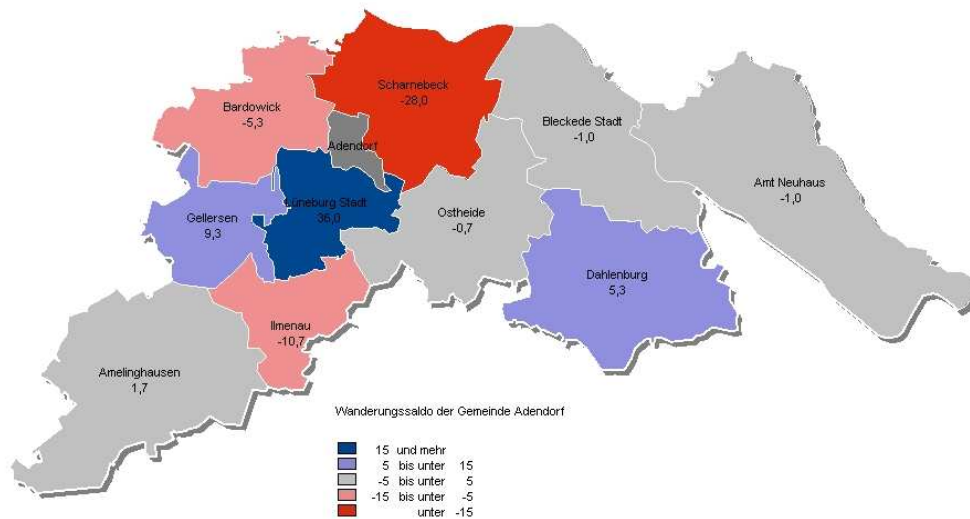 Scharnebeck
-28,0
Bardowick
-5,3
Bleckede Stadt
-1,0
Adendorf
Amt Neuhaus
-1,0
Lüneburg Stadt
36,0
Gellersen
9,3
Ostheide
-0,7
Dahlenburg
5,3
Ilmenau
-10,7
Amelinghausen
1,7
Wanderungssaldo der Gemeinde Adendorf
15 und mehr
5 bis unter 15
-5 bis unter 5
-15 bis unter -5
unter -15